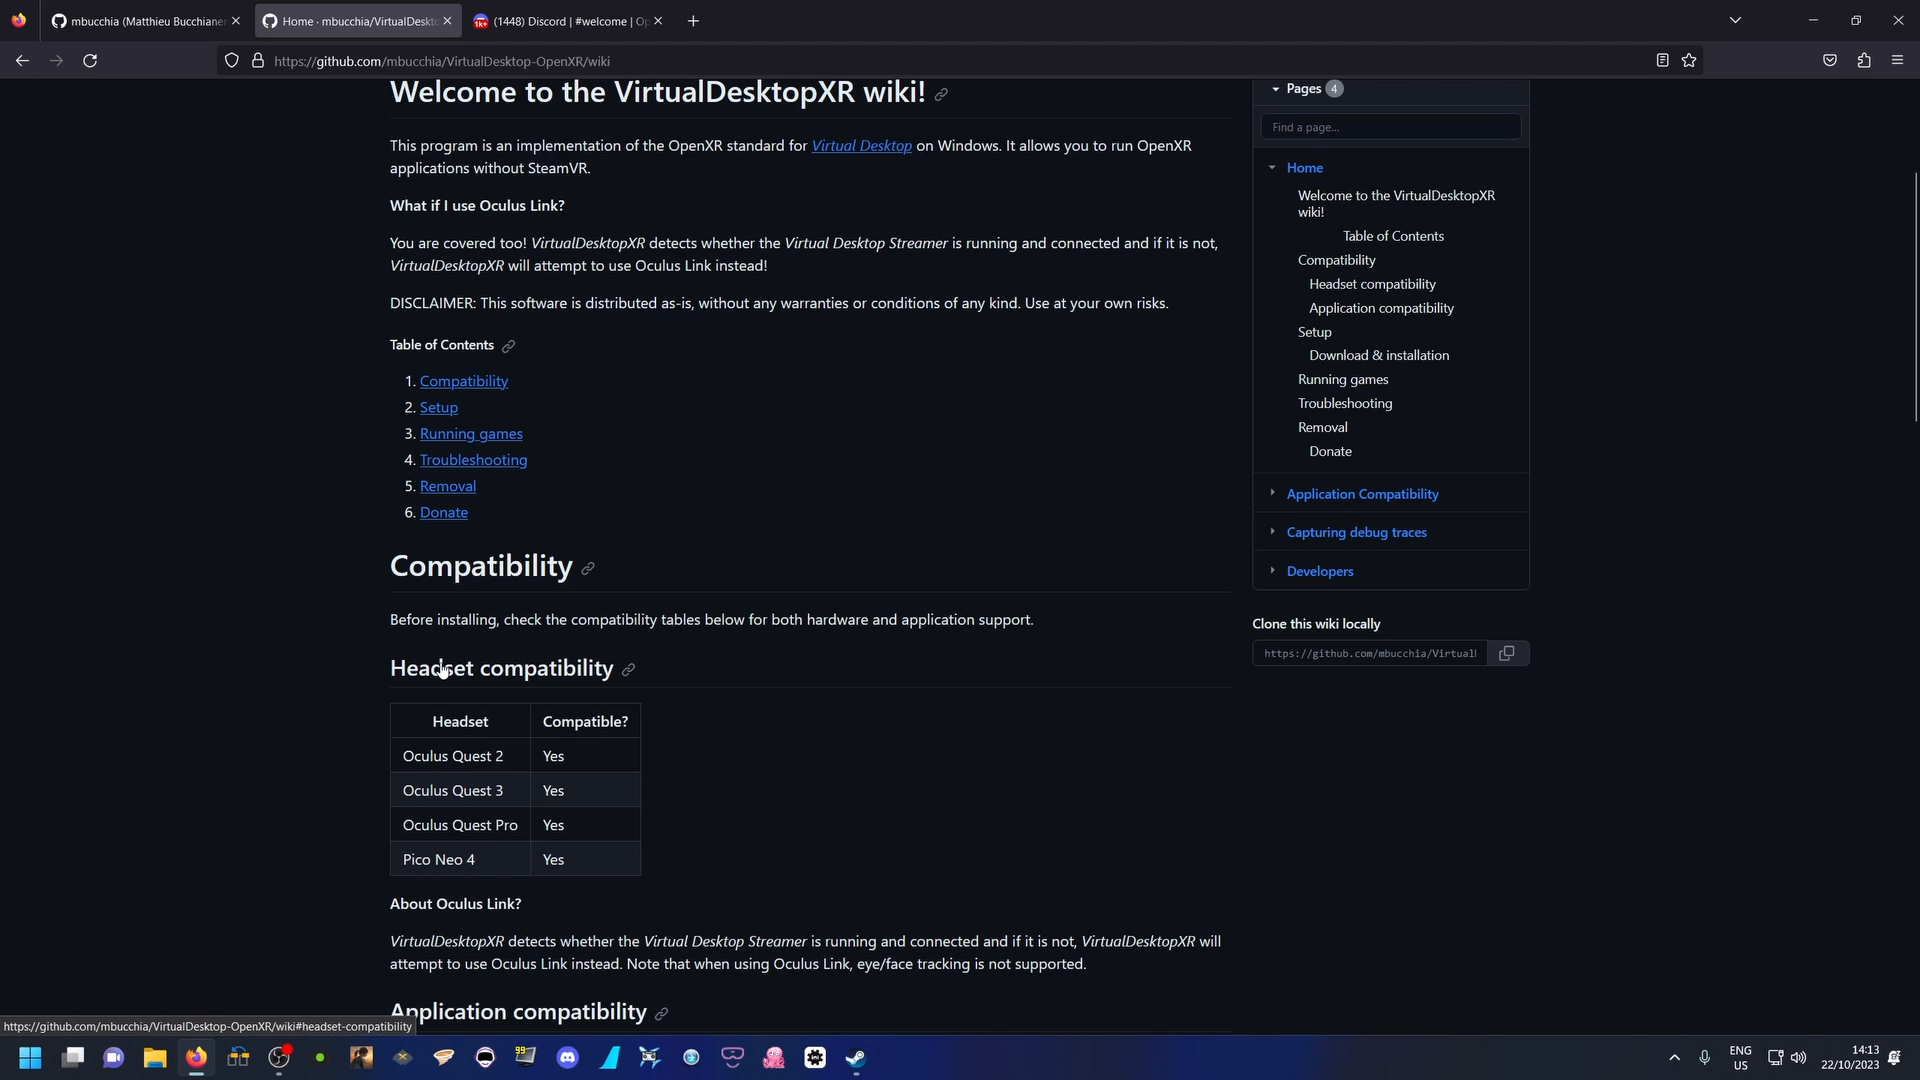 mbucchia (Matthieu Bucchianer
Home · mbucchia/VirtualDeskto
(1448) Discord | #welcome | Op
https://github.com/mbucchia/VirtualDesktop-OpenXR/wiki
Welcome to the VirtualDesktopXR wiki!
This program is an implementation of the OpenXR standard for Virtual Desktop on Windows. It allows you to run OpenXR
applications without SteamVR.
What if I use Oculus Link?
You are covered too! VirtualDesktopXR detects whether the Virtual Desktop Streamer is running and connected and if it is not,
VirtualDesktopXR will attempt to use Oculus Link instead!
DISCLAIMER: This software is distributed as-is, without any warranties or conditions of any kind. Use at your own risks.
Table of Contents
1. Compatibility
2. Setup
3. Running games
4. Troubleshooting
5. Removal
6. Donate
Compatibility
Before installing, check the compatibility tables below for both hardware and application support.
Headset compatibility
Headset Compatible?
Oculus Quest 2 Yes
Oculus Quest 3 Yes
Oculus Quest Pro Yes
Pico Neo 4 Yes
About Oculus Link?
VirtualDesktopXR detects whether the Virtual Desktop Streamer is running and connected and if it is not, VirtualDesktopXR will
attempt to use Oculus Link instead. Note that when using Oculus Link, eye/face tracking is not supported.
Application compatibility
Pages 4
Find a page...
Home
Welcome to the VirtualDesktopXR
wiki!
Table of Contents
Compatibility
Headset compatibility
Application compatibility
Setup
Download & installation
Running games
Troubleshooting
Removal
Donate
Application Compatibility
Capturing debug traces
Developers
Clone this wiki locally
https://github.com/mbucchia/Virtual
https://github.com/mbucchia/VirtualDesktop-OpenXR/wiki#headset-compatibility
99
ENG
US
14:13
22/10/2023